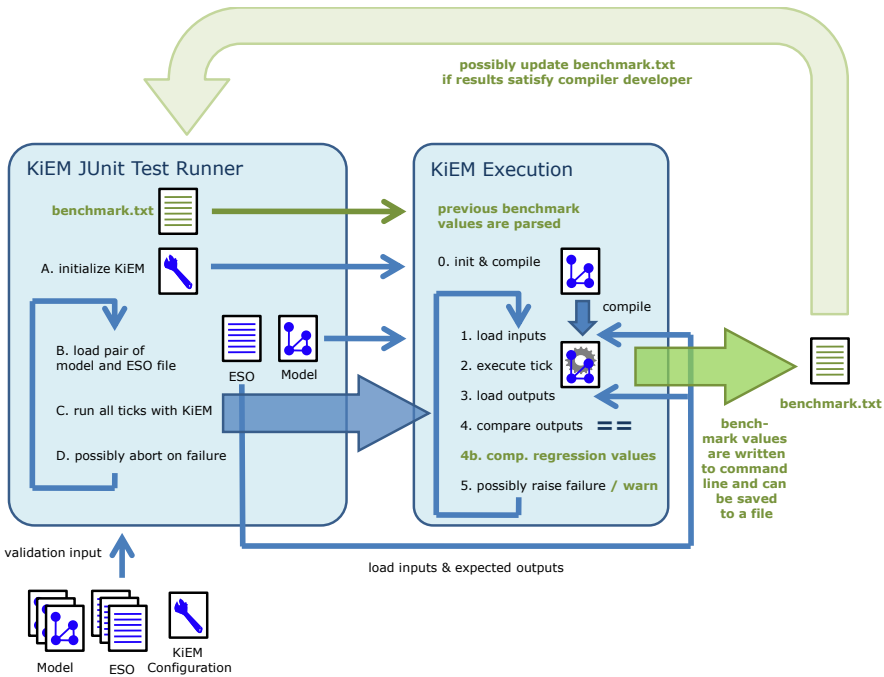 possibly update benchmark.txt
if results satisfy compiler developer
KiEM JUnit Test Runner
benchmark.txt
A. initialize KiEM
B. load pair of
model and ESO file
ESO
Model
C. run all ticks with KiEM
D. possibly abort on failure
KiEM Execution
previous benchmark
values are parsed
0. init & compile
compile
1. load inputs
2. execute tick
3. load outputs
4. compare outputs ==
4b. comp. regression values
5. possibly raise failure / warn
benchmark.txt
bench-
mark values
are written
to command
line and can
be saved
to a file
validation input
load inputs & expected outputs
Model
ESO
KiEM
Configuration